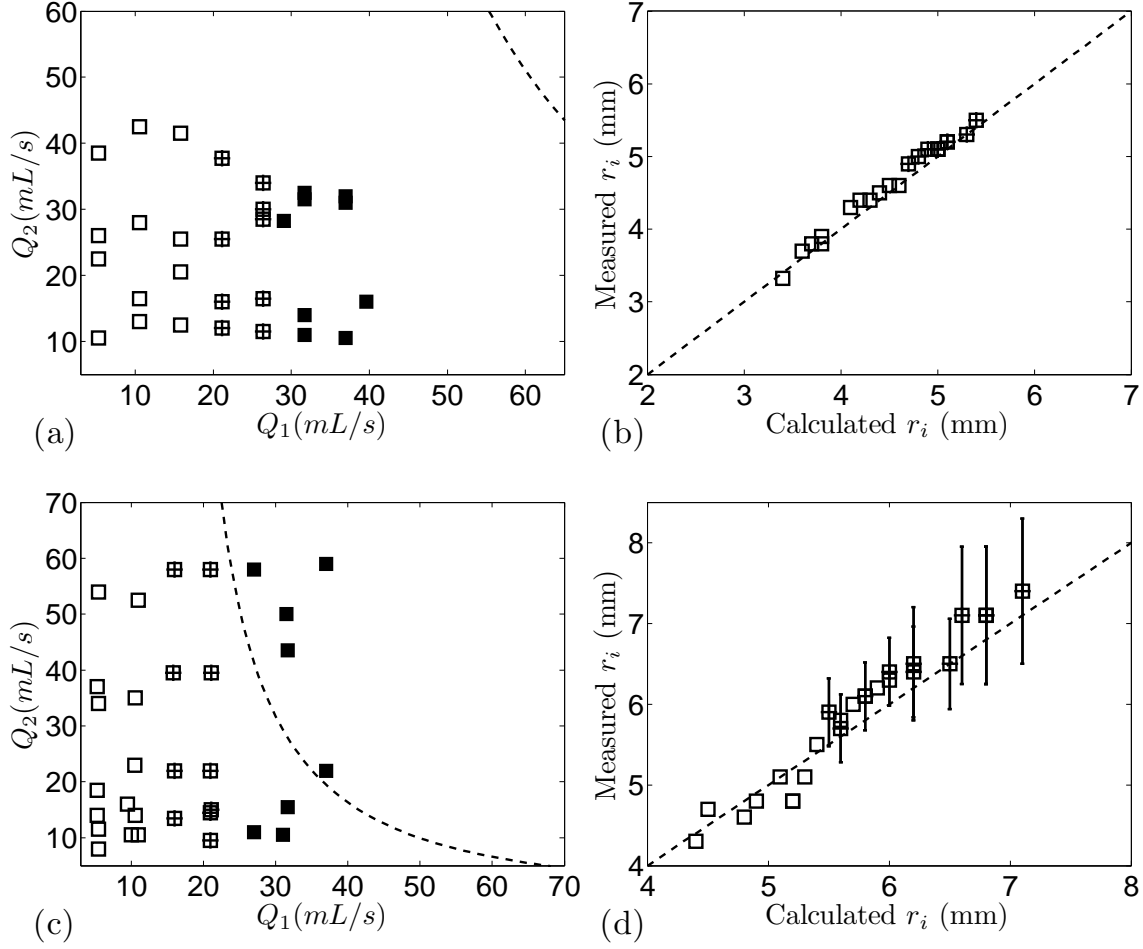 60
50
40
30
20
10
Q₂(mL/s)
10 20 30 40 50 60
Q₁(mL/s)
(a)
7
6
5
4
3
2
Measured rᵢ (mm)
2 3 4 5 6 7
Calculated rᵢ (mm)
(b)
70
60
50
40
30
20
10
Q₂(mL/s)
10 20 30 40 50 60 70
Q₁(mL/s)
(c)
8
7
6
5
4
Measured rᵢ (mm)
4 5 6 7 8
Calculated rᵢ (mm)
(d)